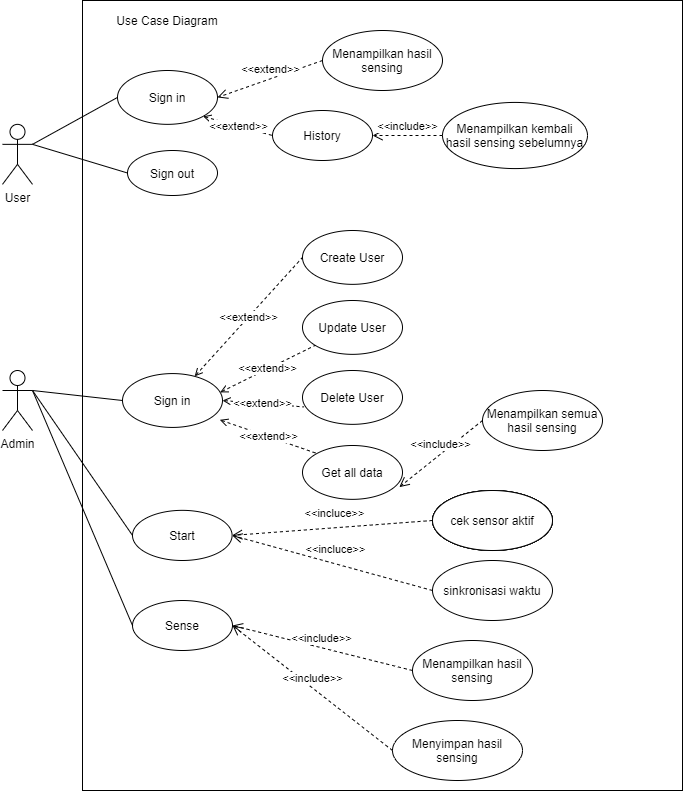 Use Case Diagram
Menampilkan hasil
sensing
<<extend>>
Sign in
<<extend>>
History
<<include>>
Menampilkan kembali
hasil sensing sebelumnya
Sign out
User
Create User
<<extend>>
Update User
<<extend>>
Sign in
Delete User
<<extend>>
Menampilkan semua
hasil sensing
<<extend>>
<<include>>
Get all data
Admin
<<incluce>>
cek sensor aktif
Start
<<incluce>>
sinkronisasi waktu
Sense
<<include>>
Menampilkan hasil
sensing
<<include>>
Menyimpan hasil
sensing